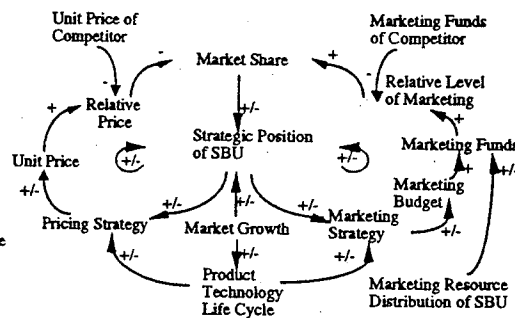 Unit Price of
Competitor
Marketing Funds
of Competitor
-
-
Market Share
+
-
+
Relative
Price
+/-
Relative Level
of Marketing
+
Strategic Position
of SBU
Marketing Funds
Unit Price
+/-
+/-
+/-
+
+/-
Marketing
Budget
+/-
+/-
+/-
+/-
Pricing Strategy
Market Growth
Marketing
Strategy
+/-
e
+/-
+/-
+/-
Product
Technology
Life Cycle
Marketing Resource
Distribution of SBU